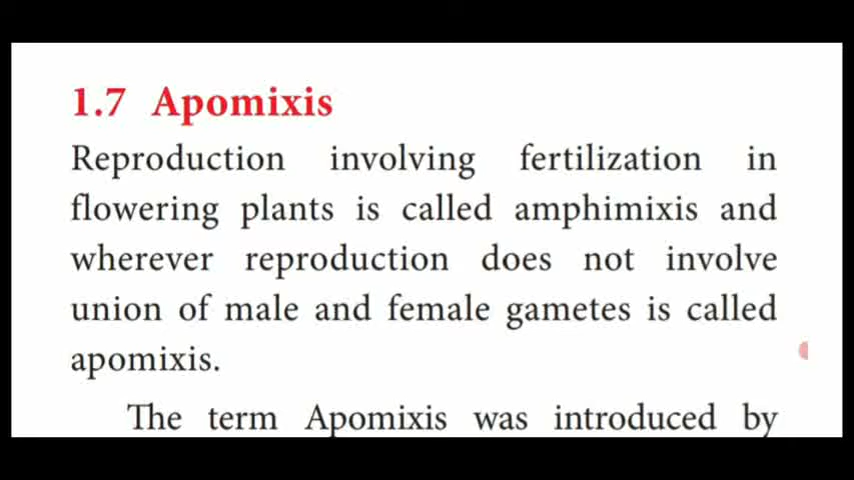 1.7 Apomixis
Reproduction involving fertilization in
flowering plants is called amphimixis and
wherever reproduction does not involve
union of male and female gametes is called
apomixis.
The term Apomixis was introduced by